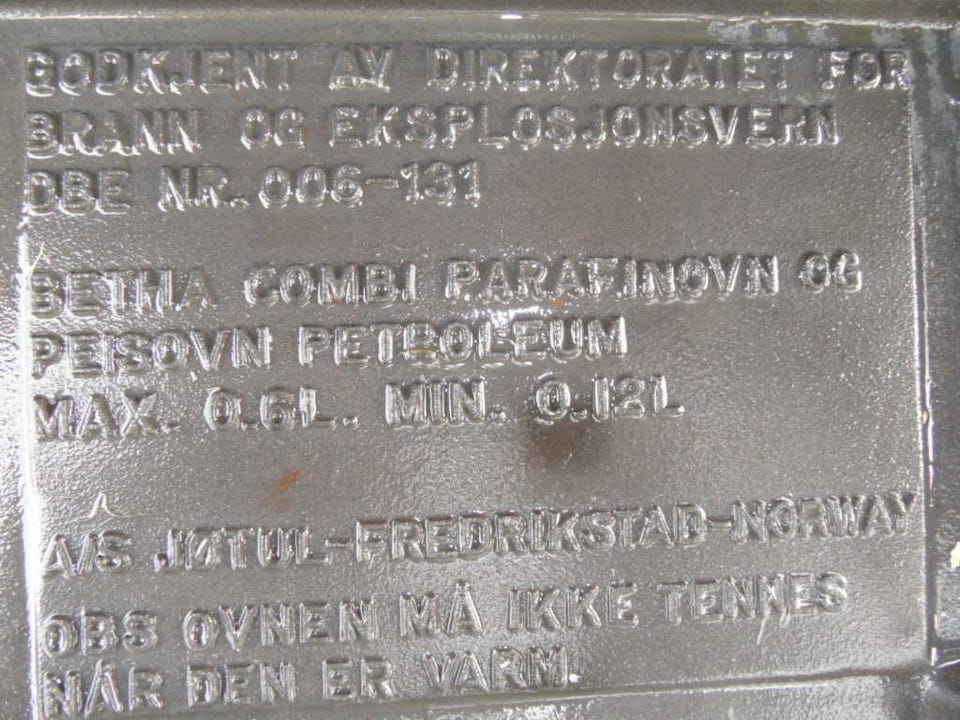 GODKJENT AV DIREKTORATET FOR
BRANN OG EKSPLOSJONSVERN
DBE NR. 006-131
BETHA COMBI PARAFINOVN OG
PEISOVN PETROLEUM
MAX. 0.6L. MIN. 0.12L
A/S JØTUL-FREDRIKSTAD-NORWAY
OBS OVNEN MÅ IKKE TENNES
NÅR DEN ER VARM.